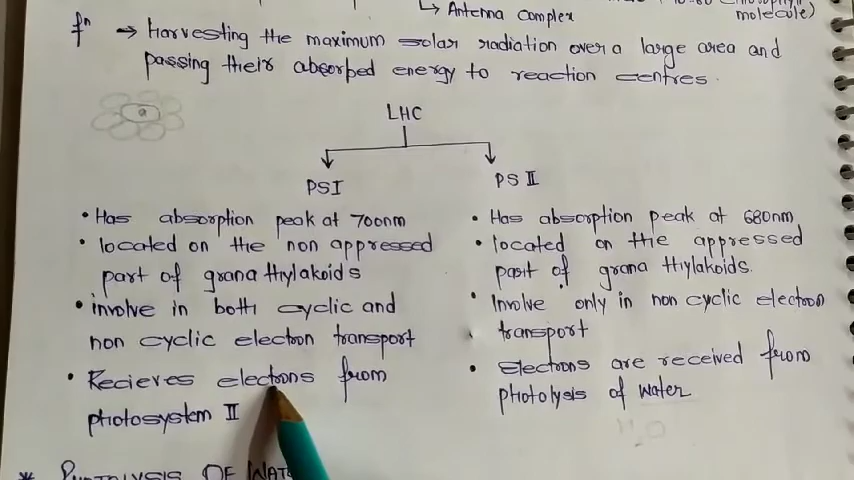 ↳ Antenna complex
molecule)
fⁿ → Harvesting the maximum solar radiation over a large area and
passing their absorbed energy to reaction centres.
a
LHC
PSI
PS II
• Has absorption peak at 700nm
• located on the non appressed
part of grana thylakoids
• involve in both cyclic and
non cyclic electron transport
• Recieves electrons from
photosystem II
• Has absorption peak at 680nm
• located on the appressed
part of grana thylakoids.
• Involve only in non cyclic electron
transport
• Electrons are received from
photolysis of water
H₂O
* PHOTOLYSIS OF WATE